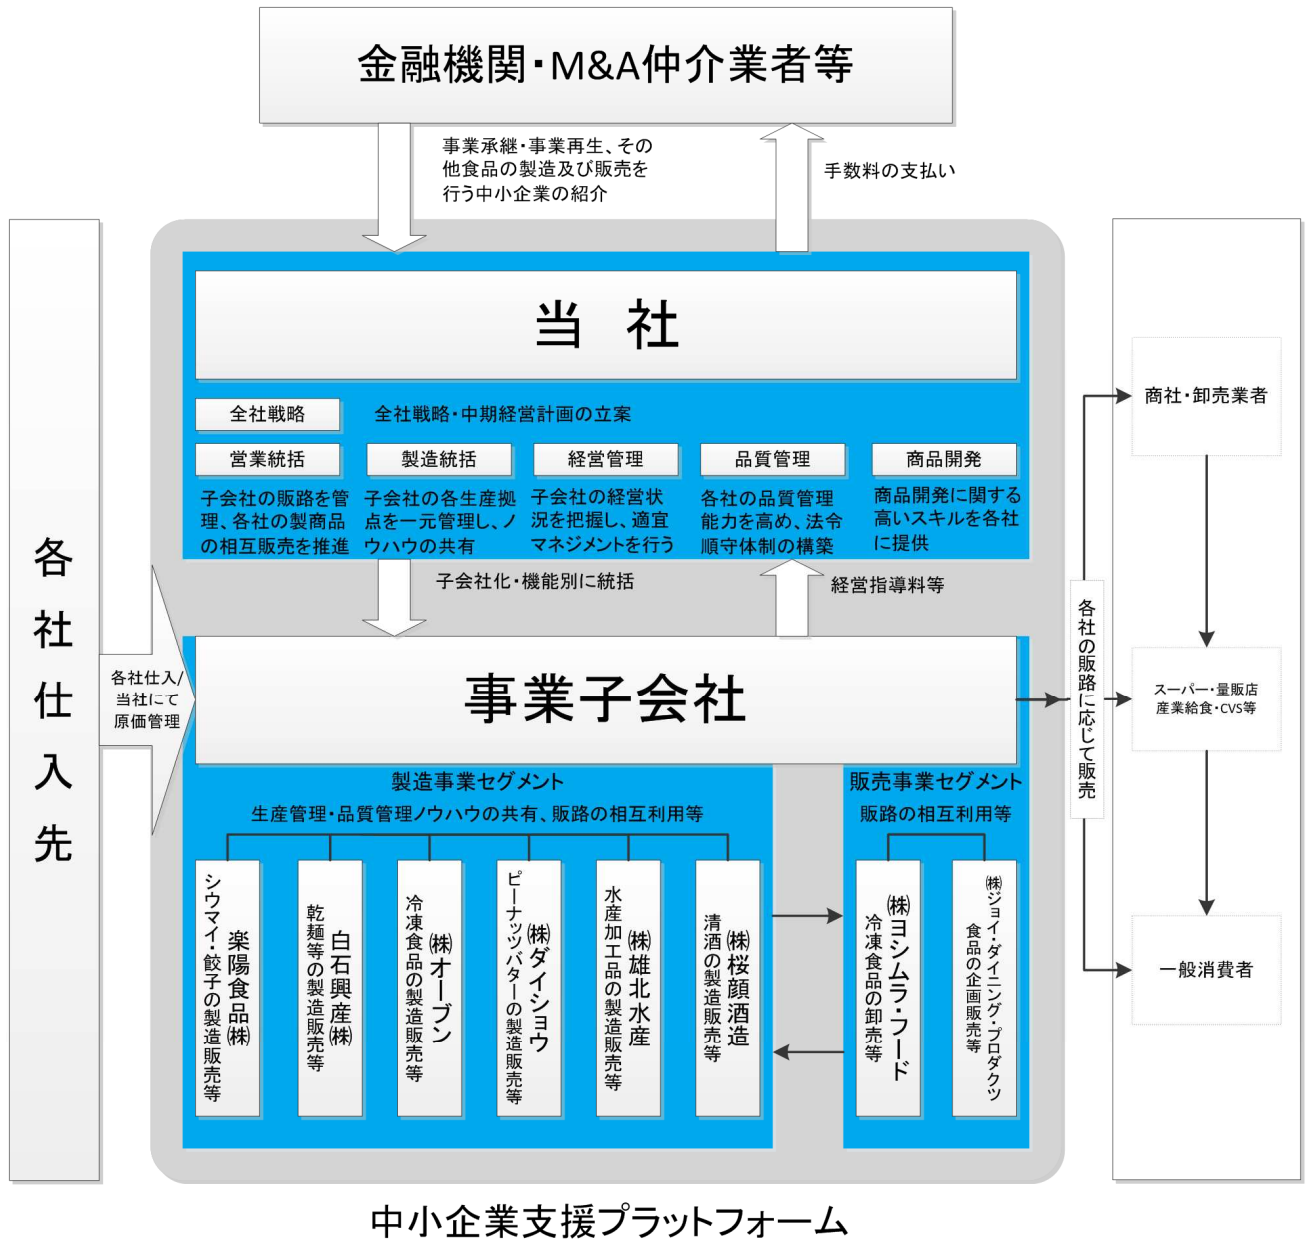 金融機関・M&A仲介業者等
事業承継・事業再生、その
他食品の製造及び販売を
行う中小企業の紹介
手数料の支払い
各社仕入先
当　社
全社戦略
全社戦略・中期経営計画の立案
営業統括
製造統括
経営管理
品質管理
商品開発
子会社の販路を管
理、各社の製商品
の相互販売を推進
子会社の各生産拠
点を一元管理し、ノ
ウハウの共有
子会社の経営状
況を把握し、適宜
マネジメントを行う
各社の品質管理
能力を高め、法令
順守体制の構築
商品開発に関する
高いスキルを各社
に提供
子会社化・機能別に統括
経営指導料等
各社仕入/
当社にて
原価管理
事業子会社
製造事業セグメント
生産管理・品質管理ノウハウの共有、販路の相互利用等
販売事業セグメント
販路の相互利用等
楽陽食品㈱
シウマイ・餃子の製造販売等
白石興産㈱
乾麺等の製造販売等
㈱オーブン
冷凍食品の製造販売等
㈱ダイショウ
ピーナッツバターの製造販売等
㈱雄北水産
水産加工品の製造販売等
㈱桜顔酒造
清酒の製造販売等
㈱ヨシムラ・フード
冷凍食品の卸売等
㈱ジョイ・ダイニング・プロダクツ
食品の企画販売等
各社の販路に応じて販売
商社・卸売業者
スーパー・量販店
産業給食・CVS等
一般消費者
中小企業支援プラットフォーム